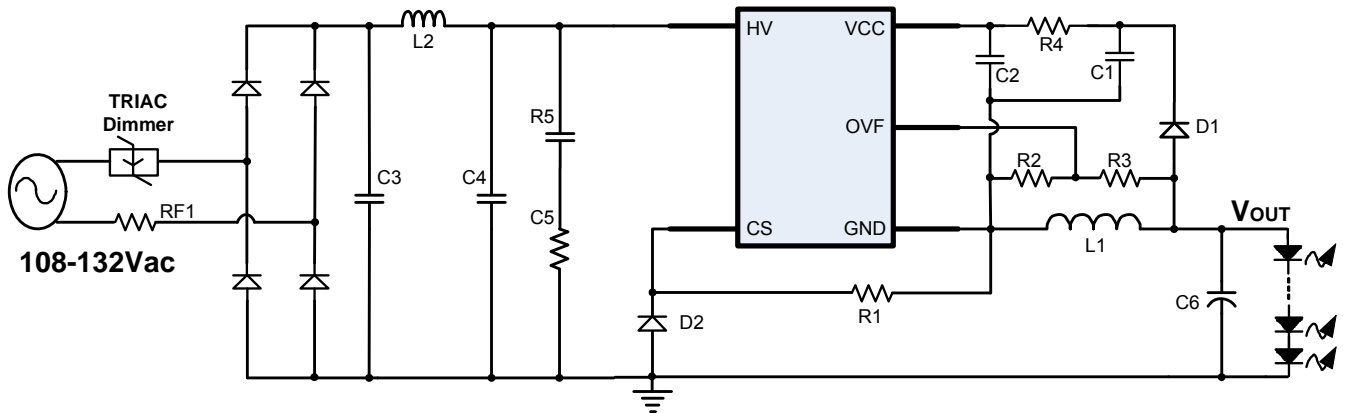 L2
HV
VCC
R4
C2
C1
TRIAC
Dimmer
R5
OVF
D1
R2
R3
C3
C4
C5
RF1
CS
GND
VOUT
L1
108-132Vac
C6
D2
R1